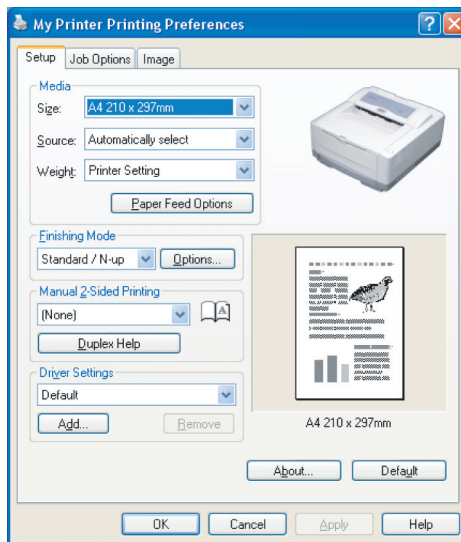 My Printer Printing Preferences
Setup Job Options Image
Media
Size: A4 210 x 297mm
Source: Automatically select
Weight: Printer Setting
Paper Feed Options
Finishing Mode
Standard / N-up Options...
Manual 2-Sided Printing
(None) A
Duplex Help
Driver Settings
Default
Add... Remove
A4 210 x 297mm
About... Default
OK Cancel Apply Help